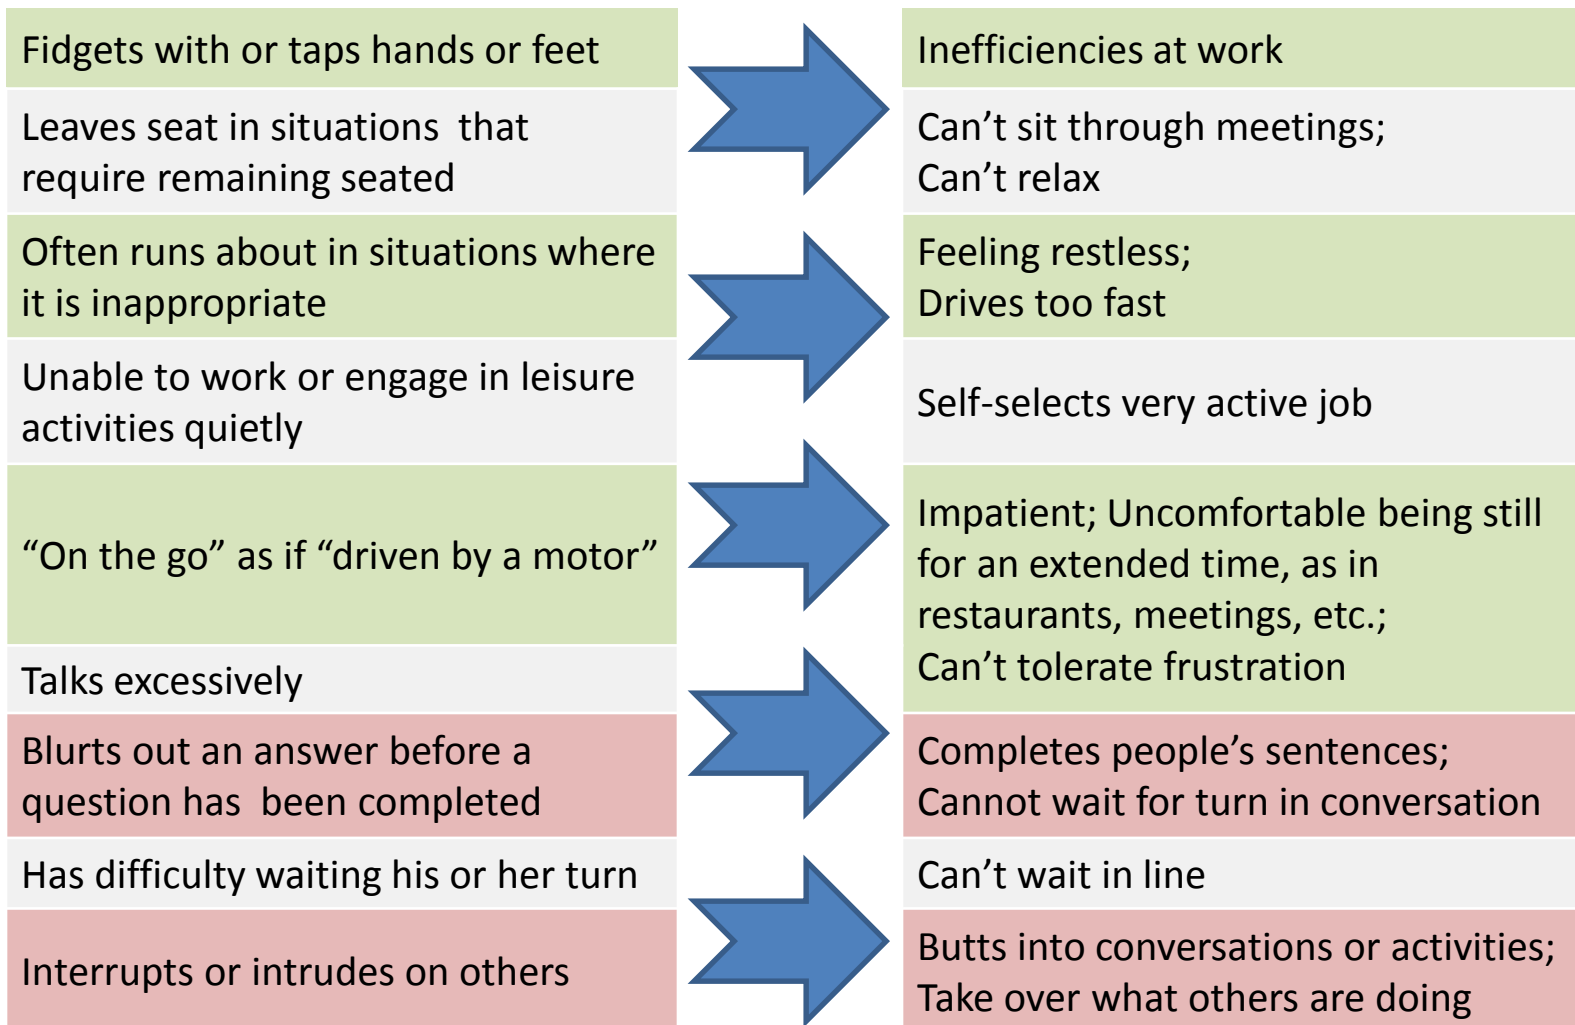 Fidgets with or taps hands or feet
Leaves seat in situations  that
require remaining seated
Often runs about in situations where
it is inappropriate
Unable to work or engage in leisure
activities quietly
“On the go” as if “driven by a motor”
Talks excessively
Blurts out an answer before a
question has  been completed
Has difficulty waiting his or her turn
Interrupts or intrudes on others
Inefficiencies at work
Can’t sit through meetings;
Can’t relax
Feeling restless;
Drives too fast
Self-selects very active job
Impatient; Uncomfortable being still
for an extended time, as in
restaurants, meetings, etc.;
Can’t tolerate frustration
Completes people’s sentences;
Cannot wait for turn in conversation
Can’t wait in line
Butts into conversations or activities;
Take over what others are doing